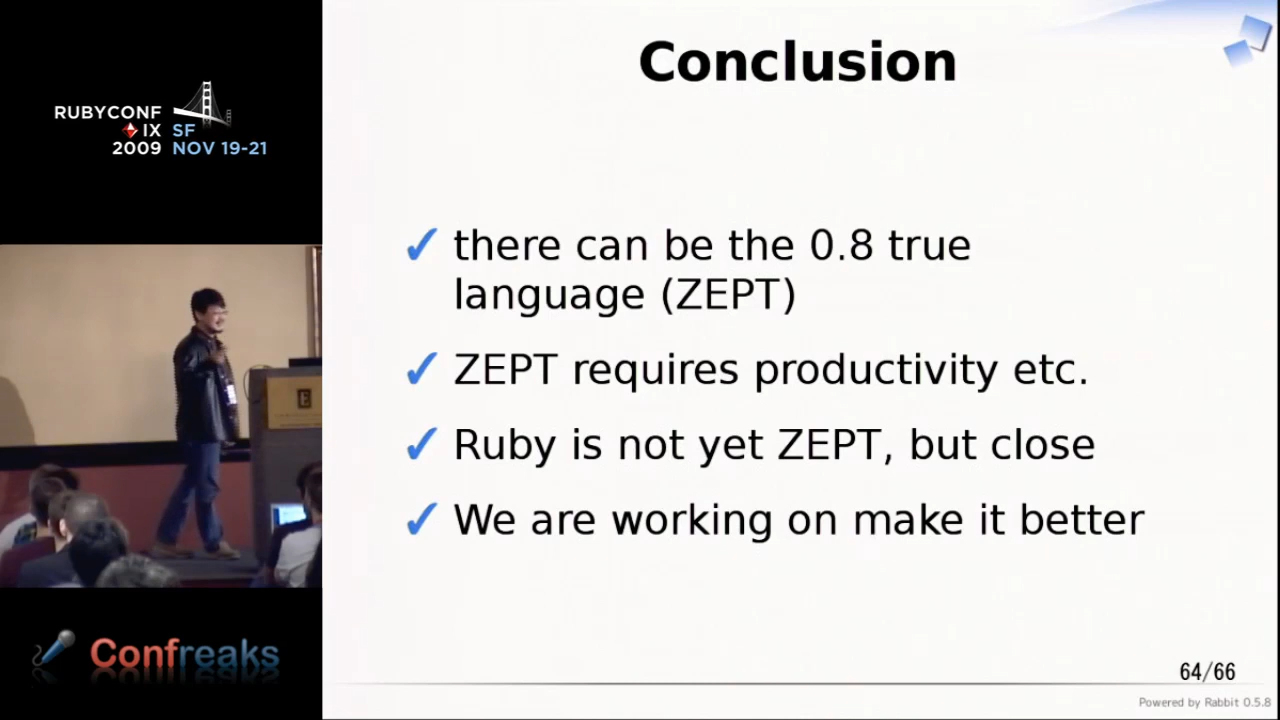 RUBYCONF
IX SF
2009 NOV 19-21
Confreaks
Conclusion
✓ there can be the 0.8 true
language (ZEPT)
✓ ZEPT requires productivity etc.
✓ Ruby is not yet ZEPT, but close
✓ We are working on make it better
64/66
Powered by Rabbit 0.5.8
E